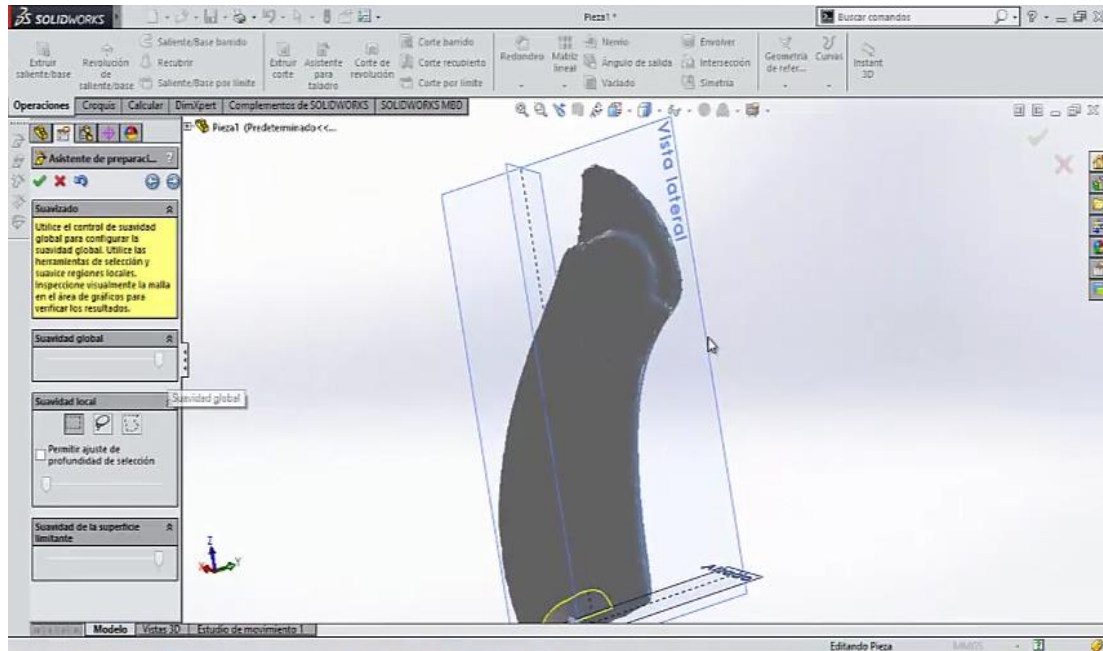 SOLIDWORKS
Pieza1 *
Buscar comandos
Extruir saliente/base
Revolución de saliente/base
Saliente/Base barrido
Recubrir
Saliente/Base por límite
Extruir corte
Asistente para taladro
Corte de revolución
Corte barrido
Corte recubierto
Corte por límite
Redondeo
Matriz lineal
Nervio
Ángulo de salida
Vaciado
Envolver
Intersección
Simetría
Geometría de refer...
Curvas
Instant 3D
Operaciones
Croquis
Calcular
DimXpert
Complementos de SOLIDWORKS
SOLIDWORKS MBD
Pieza1 (Predeterminado<<...
Asistente de preparaci...
?
Suavizado
Utilice el control de suavidad
global para configurar la
suavidad global. Utilice las
herramientas de selección y
suavice regiones locales.
Inspeccione visualmente la malla
en el área de gráficos para
verificar los resultados.
Suavidad global
Suavidad global
Suavidad local
Permitir ajuste de
profundidad de selección
Suavidad de la superficie
limitante
Vista lateral
Alzado
Z
X
Y
Modelo
Vistas 3D
Estudio de movimiento 1
Editando Pieza
MMGS